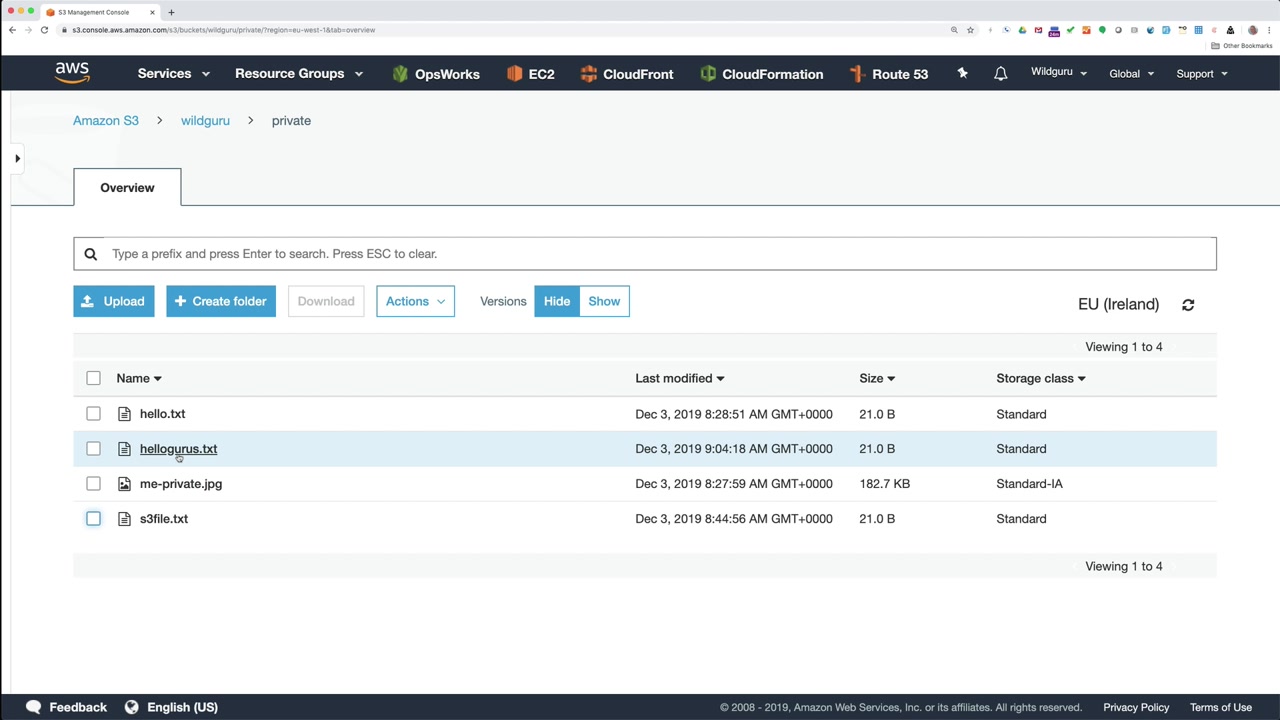 S3 Management Console
s3.console.aws.amazon.com/s3/buckets/wildguru/private/?region=eu-west-1&tab=overview
Other Bookmarks
aws Services Resource Groups OpsWorks EC2 CloudFront CloudFormation Route 53 Wildguru Global Support
Amazon S3 > wildguru > private
Overview
Type a prefix and press Enter to search. Press ESC to clear.
Upload + Create folder Download Actions Versions Hide Show EU (Ireland)
Viewing 1 to 4
Name Last modified Size Storage class
hello.txt Dec 3, 2019 8:28:51 AM GMT+0000 21.0 B Standard
hellogurus.txt Dec 3, 2019 9:04:18 AM GMT+0000 21.0 B Standard
me-private.jpg Dec 3, 2019 8:27:59 AM GMT+0000 182.7 KB Standard-IA
s3file.txt Dec 3, 2019 8:44:56 AM GMT+0000 21.0 B Standard
Viewing 1 to 4
Feedback English (US) © 2008 - 2019, Amazon Web Services, Inc. or its affiliates. All rights reserved. Privacy Policy Terms of Use